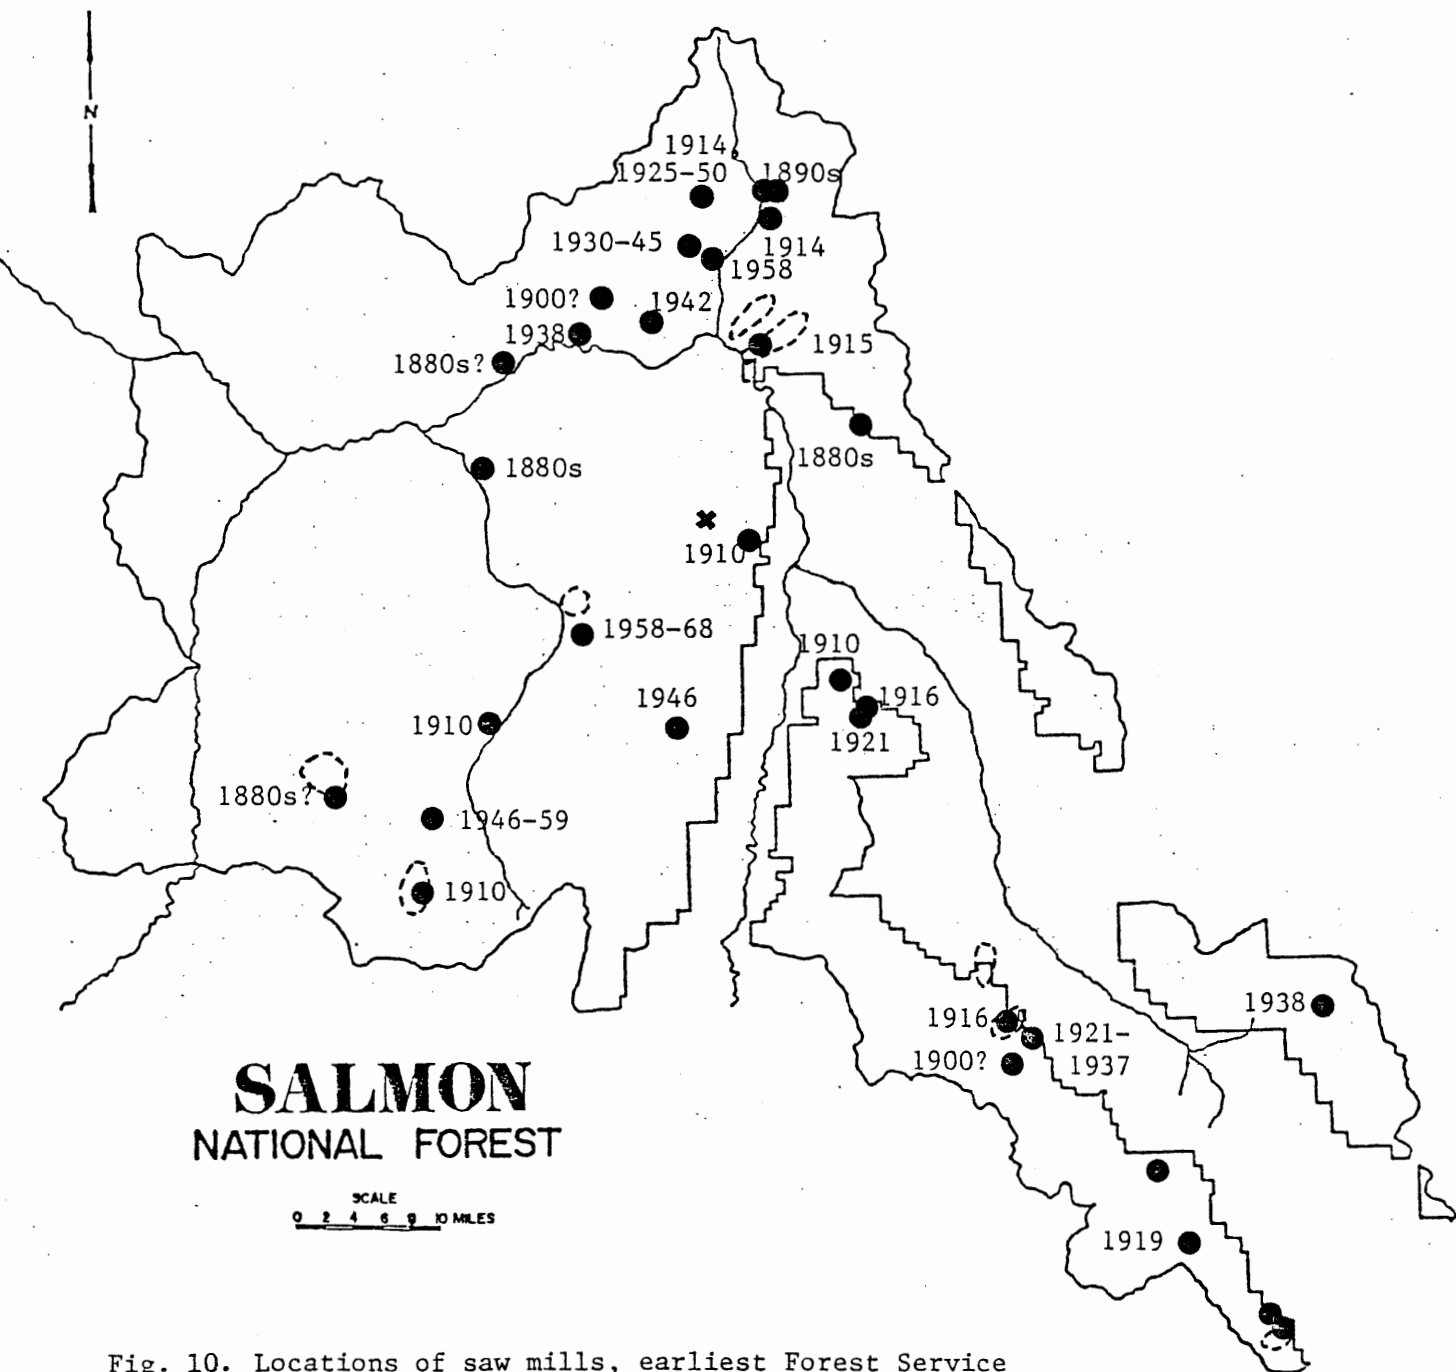 N
1914,
1925-50
1890s
1930-45
1914
1958
1900?
1942
1938
1915
1880s?
1880s
1880s
1910
1958-68
1910
1946
1916
1910
1921
1880s?
1946-59
1910
1916
1938
1921-
1937
1900?
SALMON
NATIONAL FOREST
SCALE
0 2 4 6 8 10 MILES
1919
Fig. 10. Locations of saw mills, earliest Forest Service